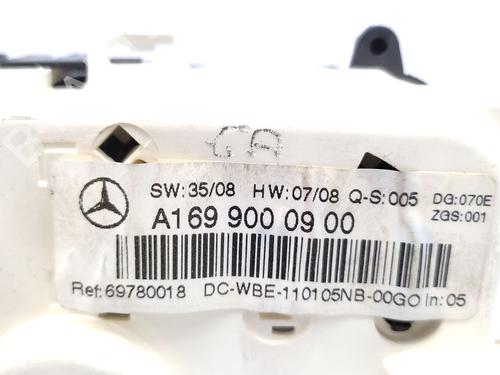 GA
SW:35/08 HW:07/08 Q-S:005 DG:070E
ZGS:001
A169 900 09 00
Ref:69780018 DC-WBE-110105NB-00GO In:05